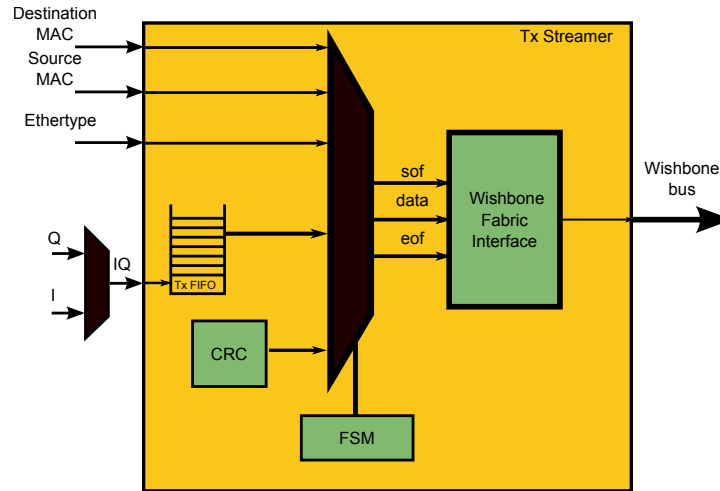 Destination
MAC
Source
MAC
Ethertype
Tx Streamer
sof
data
eof
Wishbone
Fabric
Interface
Wishbone
bus
Q
IQ
I
Tx FIFO
CRC
FSM